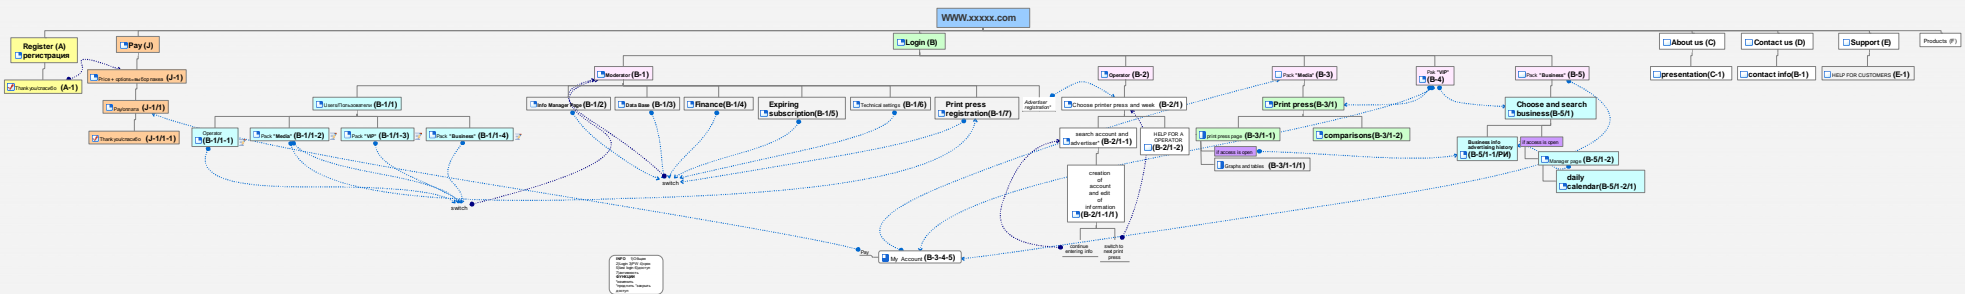 WWW.xxxxx.com
Register (A)
регистрация
Pay (J)
Login (B)
About us (C)
Contact us (D)
Support (E)
Products (F)
Thank you/спасибо (A-1)
Price + options=выбор пакеа (J-1)
Moderator (B-1)
Operator (B-2)
Pack "Media" (B-3)
Pak "VIP"
(B-4)
Pack "Business" (B-5)
presentation(C-1)
contact info(B-1)
HELP FOR CUSTOMERS (E-1)
(J-1/1)
Users/Пользователи (B-1/1)
Info Manager Page (B-1/2)
Data Base (B-1/3)
Finance(B-1/4)
Expiring
subscription(B-1/5)
Technical settings (B-1/6)
Print press
registration(B-1/7)
Advertiser
registration"
Choose printer press and week (B-2/1)
Print press(B-3/1)
Choose and search
business(B-5/1)
Thank you/спасибо (J-1/1-1)
Operator
(B-1/1-1)
Pack "Media" (B-1/1-2)
Pack "VIP" (B-1/1-3)
Pack "Business" (B-1/1-4)
search account and
advertiser" (B-2/1-1)
HELP FOR A
OPERATOR
(B-2/1-2)
print press page (B-3/1-1)
comparisons(B-3/1-2)
if access is open
Graphs and tables (B-3/1-1/1)
Business info
advertising history
(B-5/1-1/РИ)
if access is open
Manager page (B-5/1-2)
daily
calendar(B-5/1-2/1)
creation
of
account
and edit
of
information
(B-2/1-1/1)
switch
switch
continue
entering info
switch to
next print
press
Pay
My Account (B-3-4-5)
INFO
ФУНКЦИИ